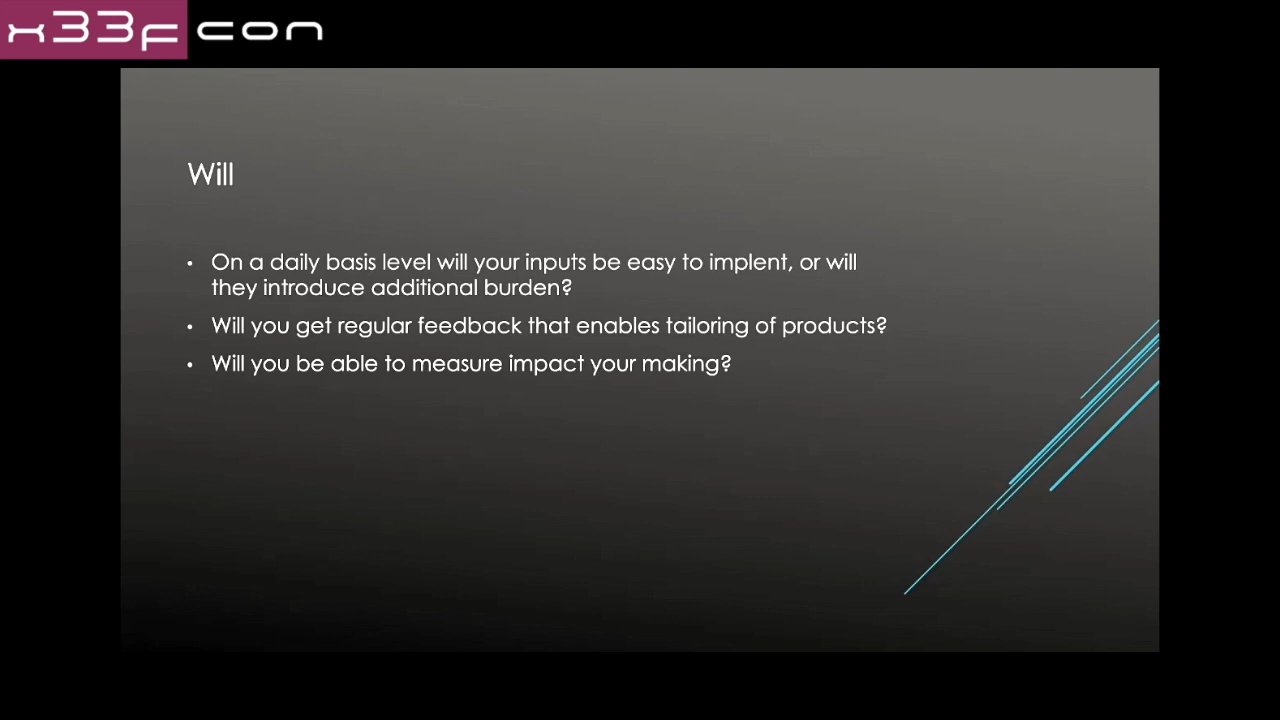 x33fcon
Will
• On a daily basis level will your inputs be easy to implent, or will
they introduce additional burden?
• Will you get regular feedback that enables tailoring of products?
• Will you be able to measure impact your making?